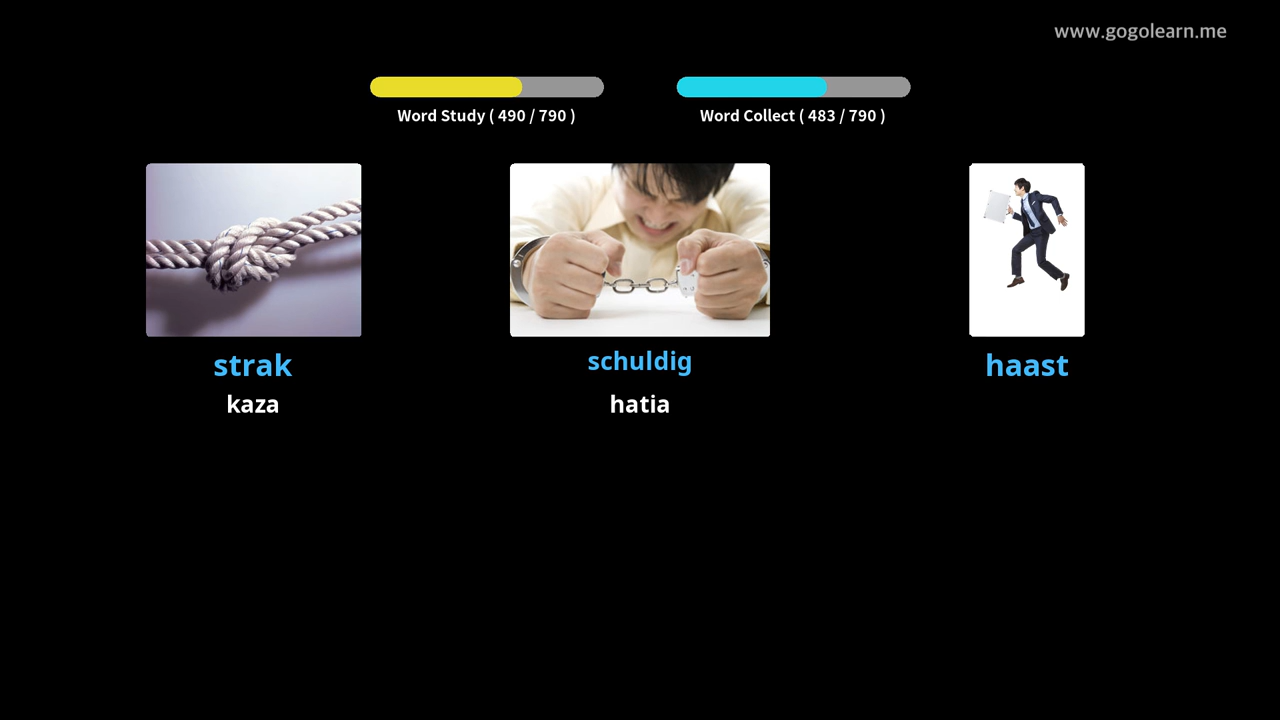 www.gogolearn.me
Word Study ( 490 / 790 )
Word Collect ( 483 / 790 )
strak
schuldig
haast
kaza
hatia